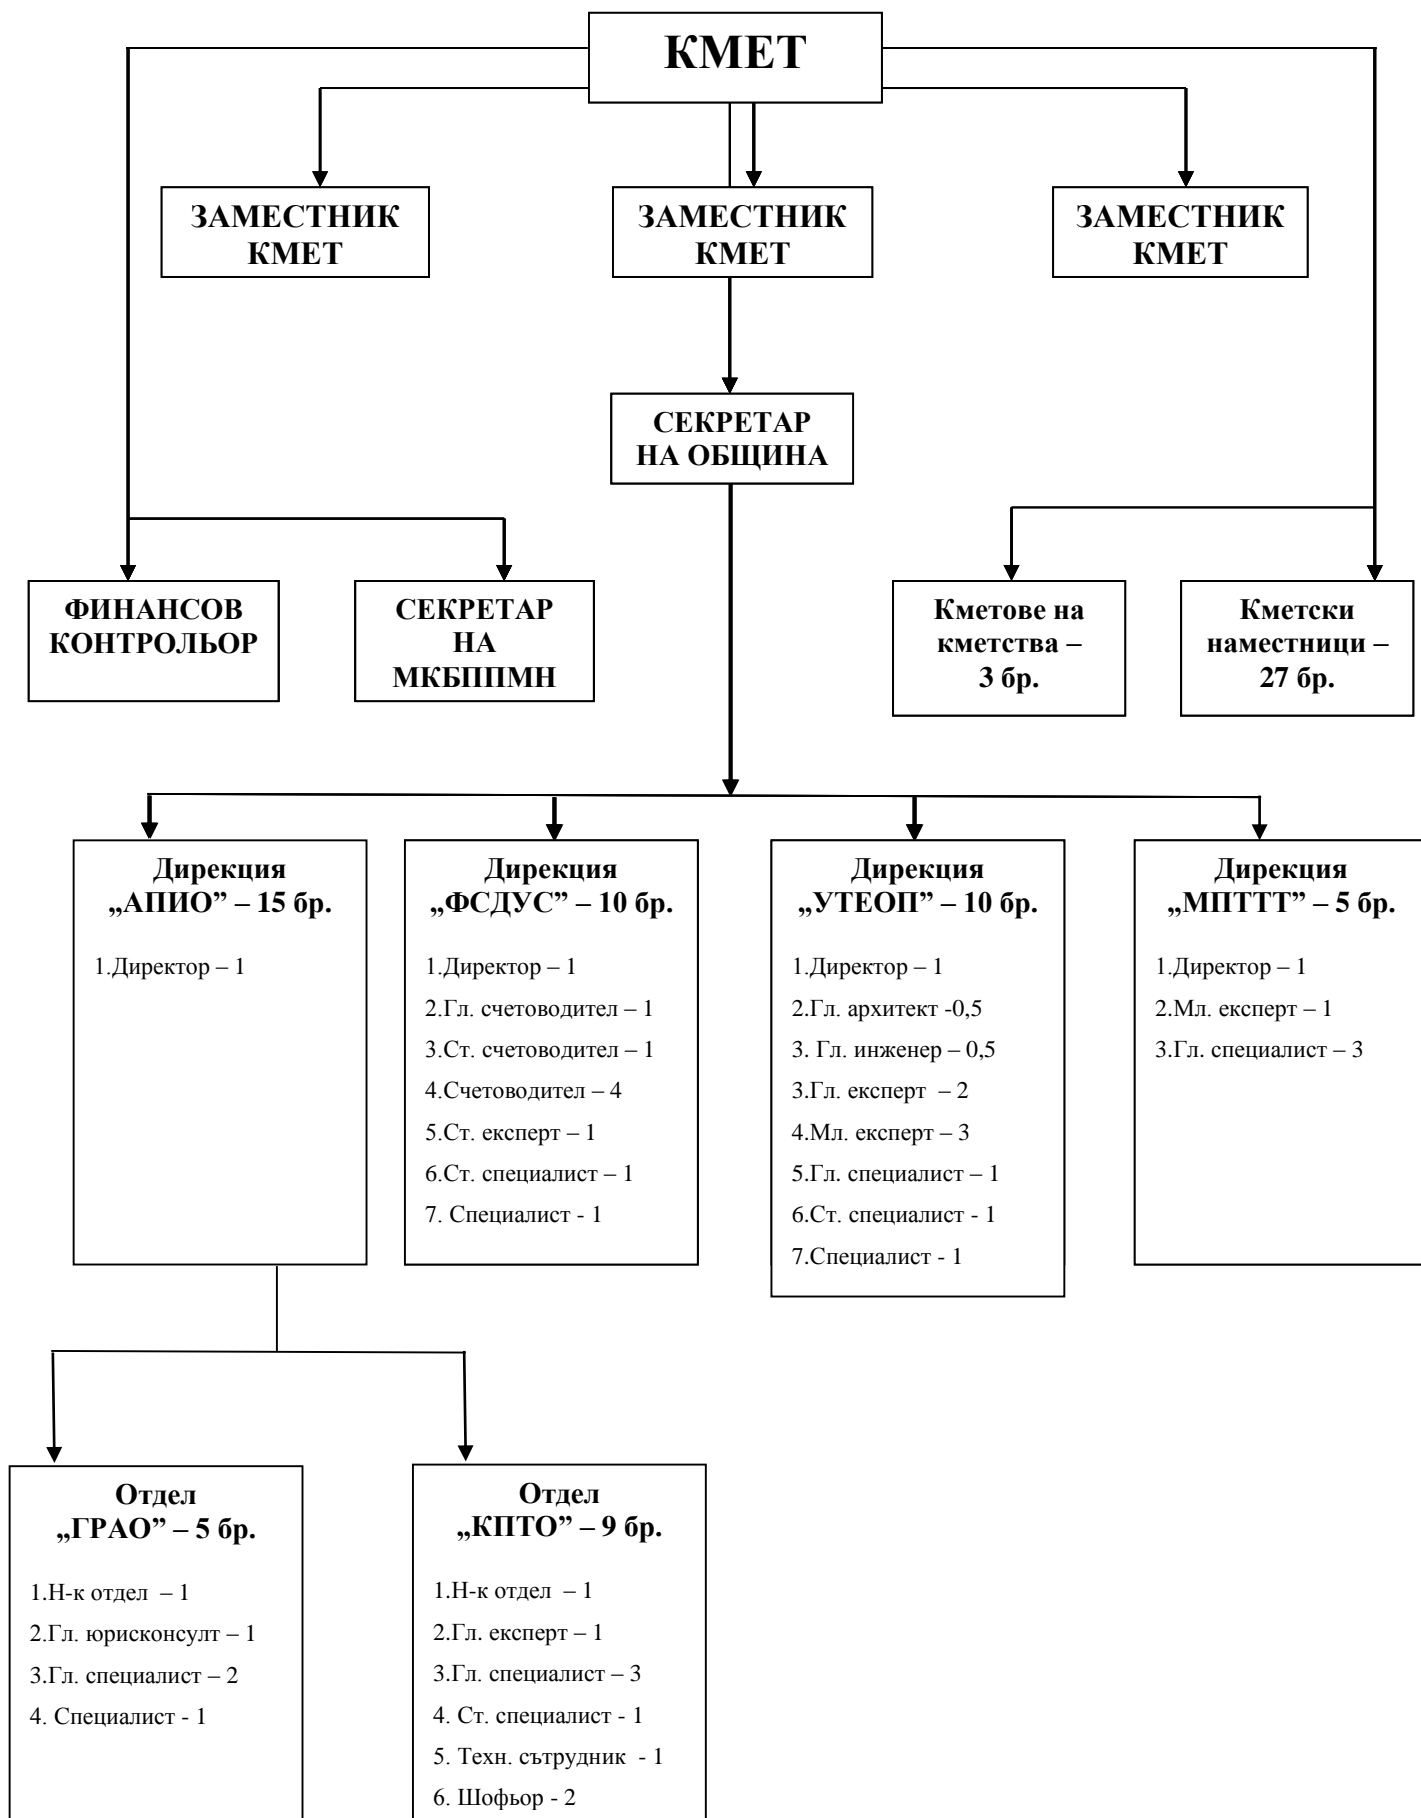 КМЕТ
ЗАМЕСТНИК
КМЕТ
ЗАМЕСТНИК
КМЕТ
ЗАМЕСТНИК
КМЕТ
СЕКРЕТАР
НА ОБЩИНА
ФИНАНСОВ
КОНТРОЛЬОР
СЕКРЕТАР
НА
МКБППМН
Кметове на
кметства –
3 бр.
Кметски
наместници –
27 бр.
Дирекция
„АПИО” – 15 бр.
1.Директор – 1
Дирекция
„ФСДУС” – 10 бр.
1.Директор – 1
2.Гл. счетоводител – 1
3.Ст. счетоводител – 1
4.Счетоводител – 4
5.Ст. експерт – 1
6.Ст. специалист – 1
7. Специалист - 1
Дирекция
„УТЕОП” – 10 бр.
1.Директор – 1
2.Гл. архитект -0,5
3. Гл. инженер – 0,5
3.Гл. експерт – 2
4.Мл. експерт – 3
5.Гл. специалист – 1
6.Ст. специалист - 1
7.Специалист - 1
Дирекция
„МПТТТ” – 5 бр.
1.Директор – 1
2.Мл. експерт – 1
3.Гл. специалист – 3
Отдел
„ГРАО” – 5 бр.
1.Н-к отдел – 1
2.Гл. юрисконсулт – 1
3.Гл. специалист – 2
4. Специалист - 1
Отдел
„КПТО” – 9 бр.
1.Н-к отдел – 1
2.Гл. експерт – 1
3.Гл. специалист – 3
4. Ст. специалист - 1
5. Техн. сътрудник - 1
6. Шофьор - 2